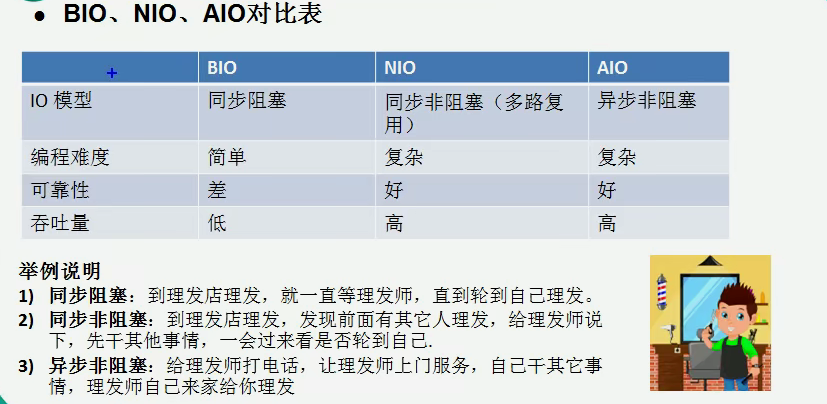 ● BIO、NIO、AIO对比表
BIO NIO AIO
IO 模型 同步阻塞 同步非阻塞（多路复用） 异步非阻塞
编程难度 简单 复杂 复杂
可靠性 差 好 好
吞吐量 低 高 高
举例说明
1) 同步阻塞：到理发店理发，就一直等理发师，直到轮到自己理发。
2) 同步非阻塞：到理发店理发，发现前面有其它人理发，给理发师说
下，先干其他事情，一会过来看是否轮到自己.
3) 异步非阻塞：给理发师打电话，让理发师上门服务，自己干其它事
情，理发师自己来家给你理发